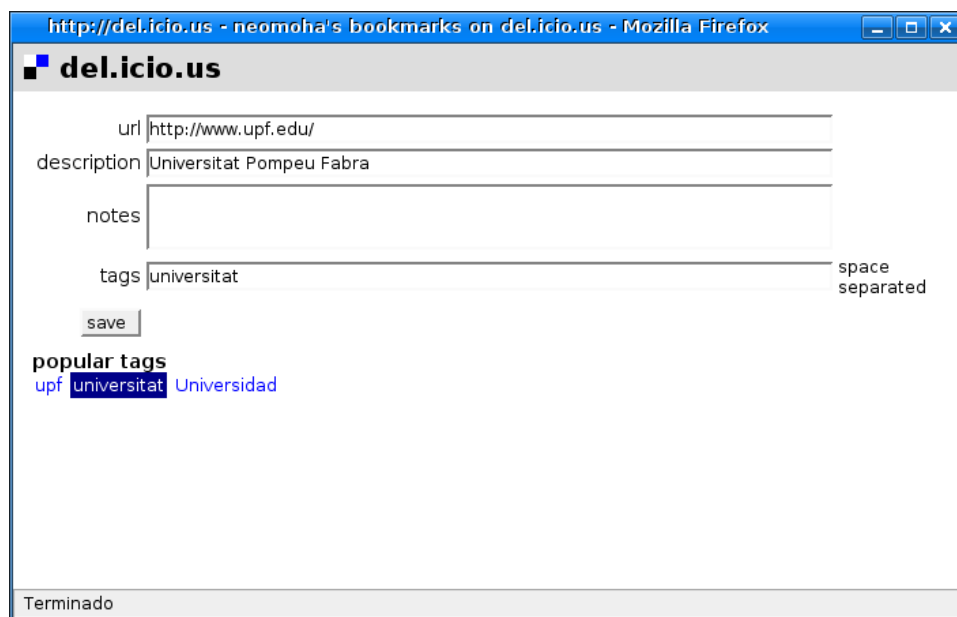 http://del.icio.us - neomoha's bookmarks on del.icio.us - Mozilla Firefox
del.icio.us
url http://www.upf.edu/
description Universitat Pompeu Fabra
notes
tags universitat space separated
save
popular tags
upf universitat Universidad
Terminado